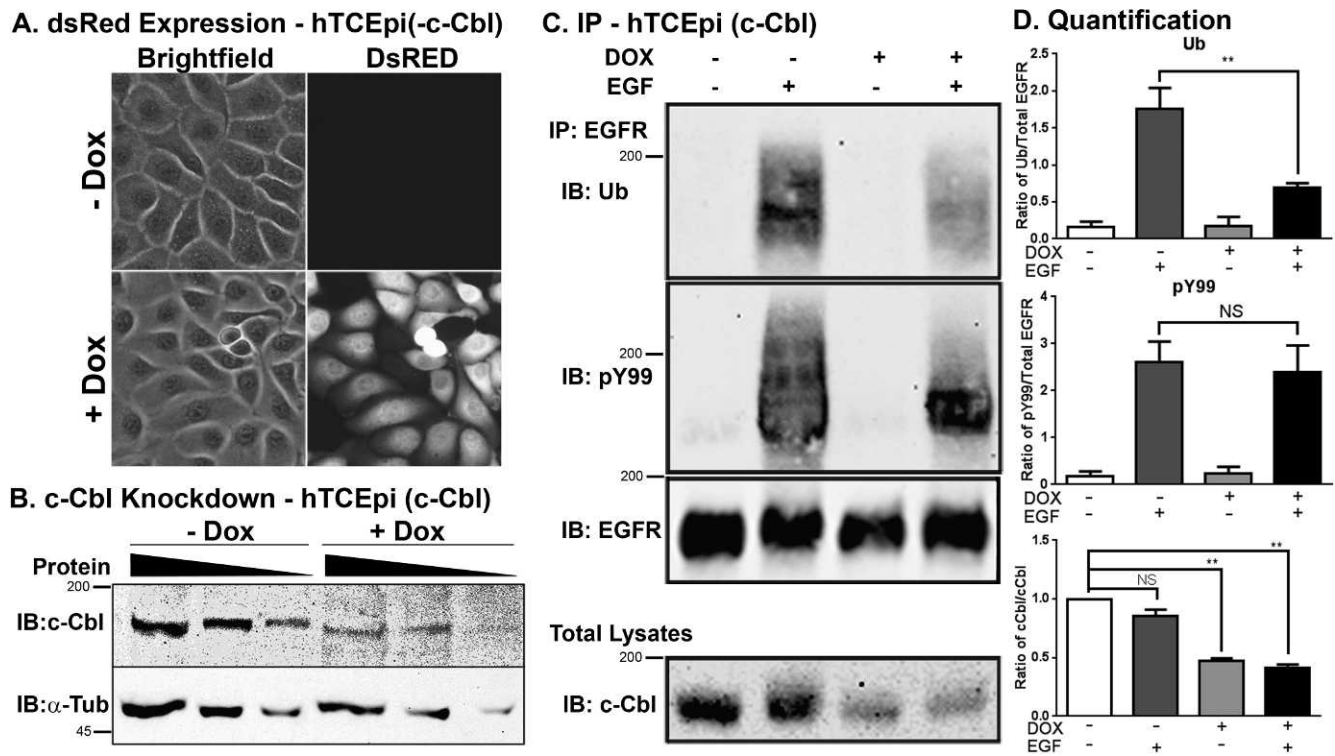 A. dsRed Expression - hTCEpi(-c-Cbl)
Brightfield DsRED
- Dox
+ Dox
B. c-Cbl Knockdown - hTCEpi (c-Cbl)
- Dox + Dox
Protein
200
IB:c-Cbl
IB:α-Tub
45
C. IP - hTCEpi (c-Cbl)
DOX - - + +
EGF - + - +
IP: EGFR
200
IB: Ub
200
IB: pY99
200
IB: EGFR
Total Lysates
200
IB: c-Cbl
D. Quantification
Ub
Ratio of Ub/Total EGFR
2.5
2.0
1.5
1.0
0.5
0.0
**
DOX - - + +
EGF - + - +
pY99
Ratio of pY99/Total EGFR
4
3
2
1
0
NS
DOX - - + +
EGF - + - +
Ratio of cCbl/cCbl
1.5
1.0
0.5
0.0
**
**
NS
DOX - - + +
EGF - + - +